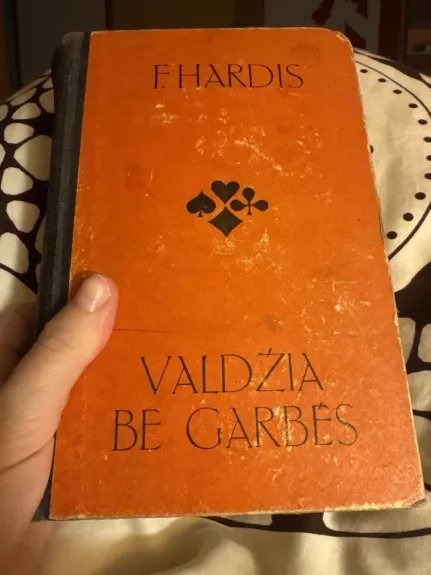 F. HARDIS
VALDŽIA
BE GARBĖS